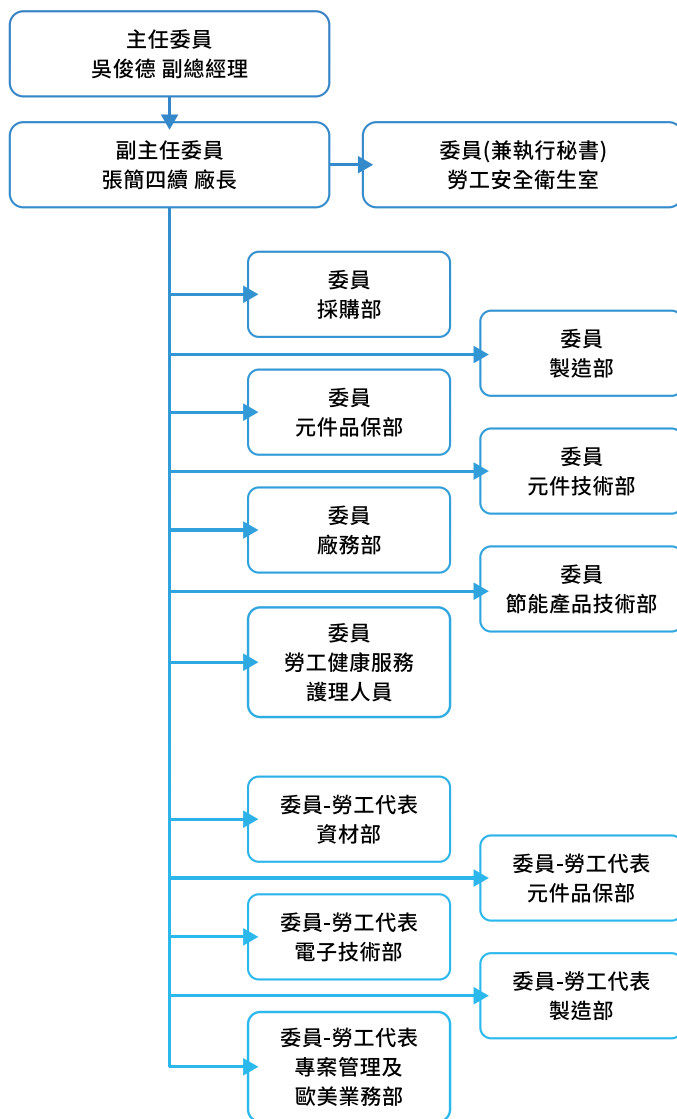 主任委員
吳俊德 副總經理
副主任委員
張簡四續 廠長
委員(兼執行秘書)
勞工安全衛生室
委員
採購部
委員
製造部
委員
元件品保部
委員
元件技術部
委員
廠務部
委員
節能產品技術部
委員
勞工健康服務
護理人員
委員-勞工代表
資材部
委員-勞工代表
元件品保部
委員-勞工代表
電子技術部
委員-勞工代表
製造部
委員-勞工代表
專案管理及
歐美業務部